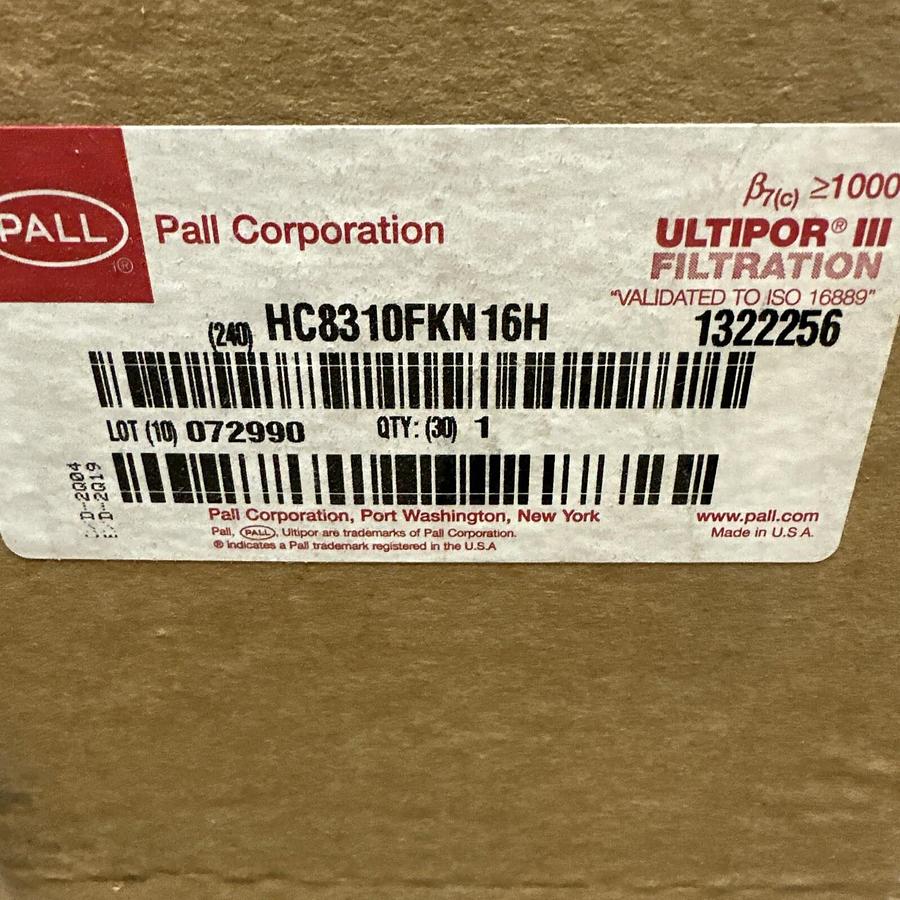 PALL
®
Pall Corporation
β7(c) ≥1000
ULTIPOR® III
FILTRATION
"VALIDATED TO ISO 16889"
(240) HC8310FKN16H
1322256
LOT (10) 072990
QTY: (30) 1
C/D-2Q04
E/D-2Q19
Pall Corporation, Port Washington, New York
www.pall.com
Pall, PALL, Ultipor are trademarks of Pall Corporation.
Made in U.S.A.
® indicates a Pall trademark registered in the U.S.A